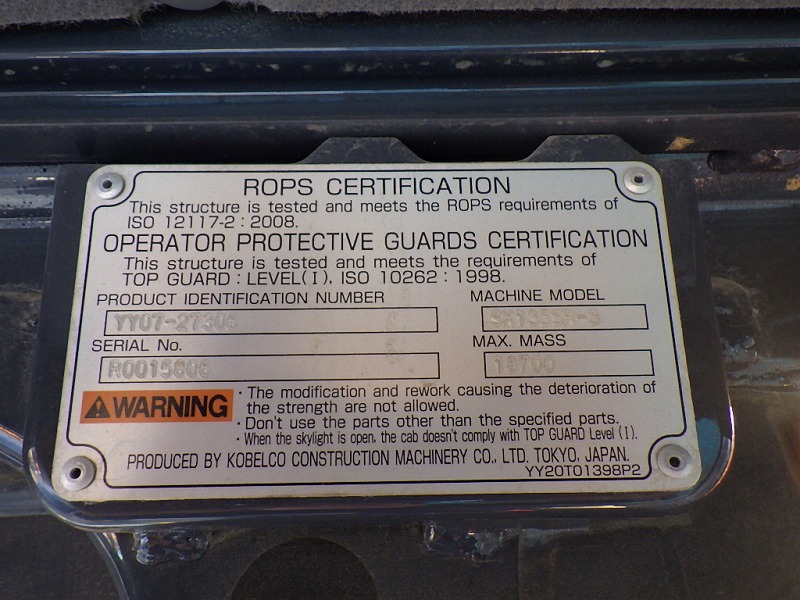 ROPS CERTIFICATION
This structure is tested and meets the ROPS requirements of
ISO 12117-2 : 2008.
OPERATOR PROTECTIVE GUARDS CERTIFICATION
This structure is tested and meets the requirements of
TOP GUARD : LEVEL(I), ISO 10262 : 1998.
PRODUCT IDENTIFICATION NUMBER
MACHINE MODEL
YY07-27306
SERIAL No.
MAX. MASS
R0015806
⚠WARNING
· The modification and rework causing the deterioration of
the strength are not allowed.
· Don't use the parts other than the specified parts.
· When the skylight is open, the cab doesn't comply with TOP GUARD Level (I).
PRODUCED BY KOBELCO CONSTRUCTION MACHINERY CO., LTD. TOKYO, JAPAN.
YY20T01398P2